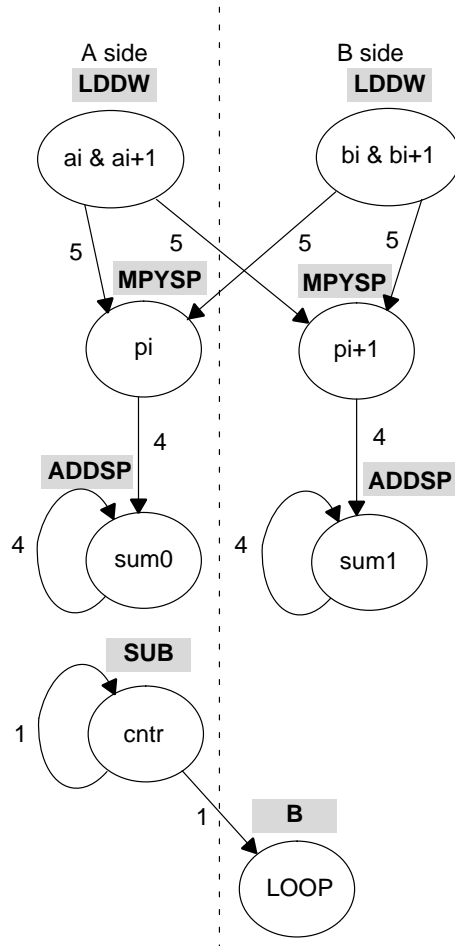 A side
B side
LDDW
LDDW
ai & ai+1
bi & bi+1
5
5
5
5
MPYSP
MPYSP
pi
pi+1
4
4
ADDSP
ADDSP
4
sum0
4
sum1
SUB
1
cntr
1
B
LOOP